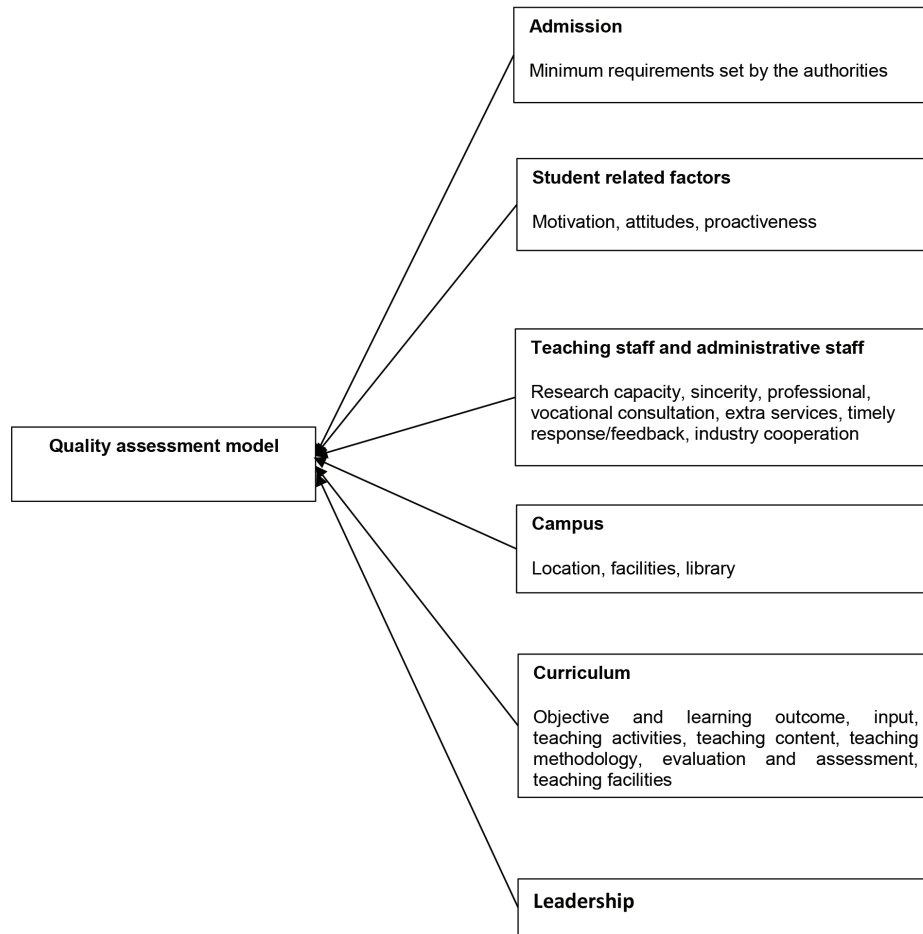 Admission
Minimum requirements set by the authorities
Student related factors
Motivation, attitudes, proactiveness
Teaching staff and administrative staff
Research capacity, sincerity, professional,
vocational consultation, extra services, timely
response/feedback, industry cooperation
Quality assessment model
Campus
Location, facilities, library
Curriculum
Objective and learning outcome, input,
teaching activities, teaching content, teaching
methodology, evaluation and assessment,
teaching facilities
Leadership